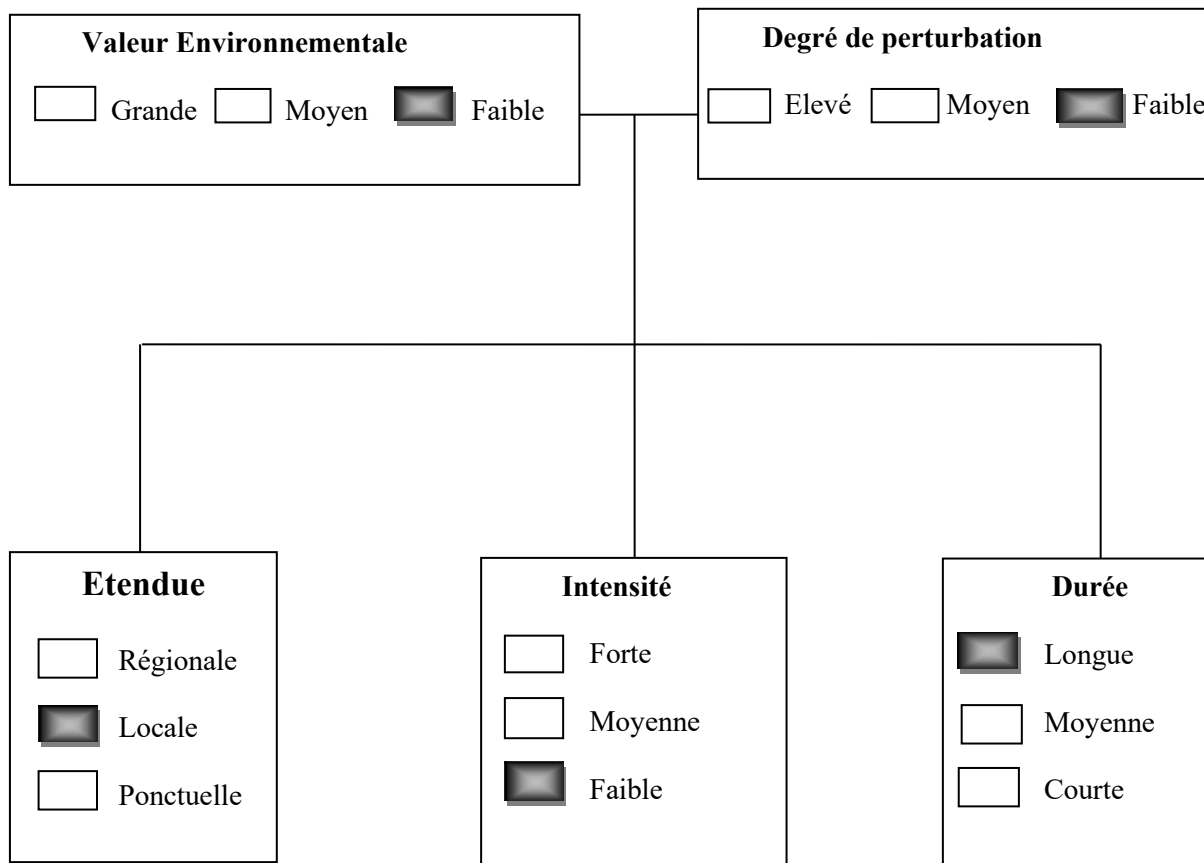 Valeur Environnementale
Grande Moyen Faible
Degré de perturbation
Elevé Moyen Faible
Etendue
Régionale
Locale
Ponctuelle
Intensité
Forte
Moyenne
Faible
Durée
Longue
Moyenne
Courte